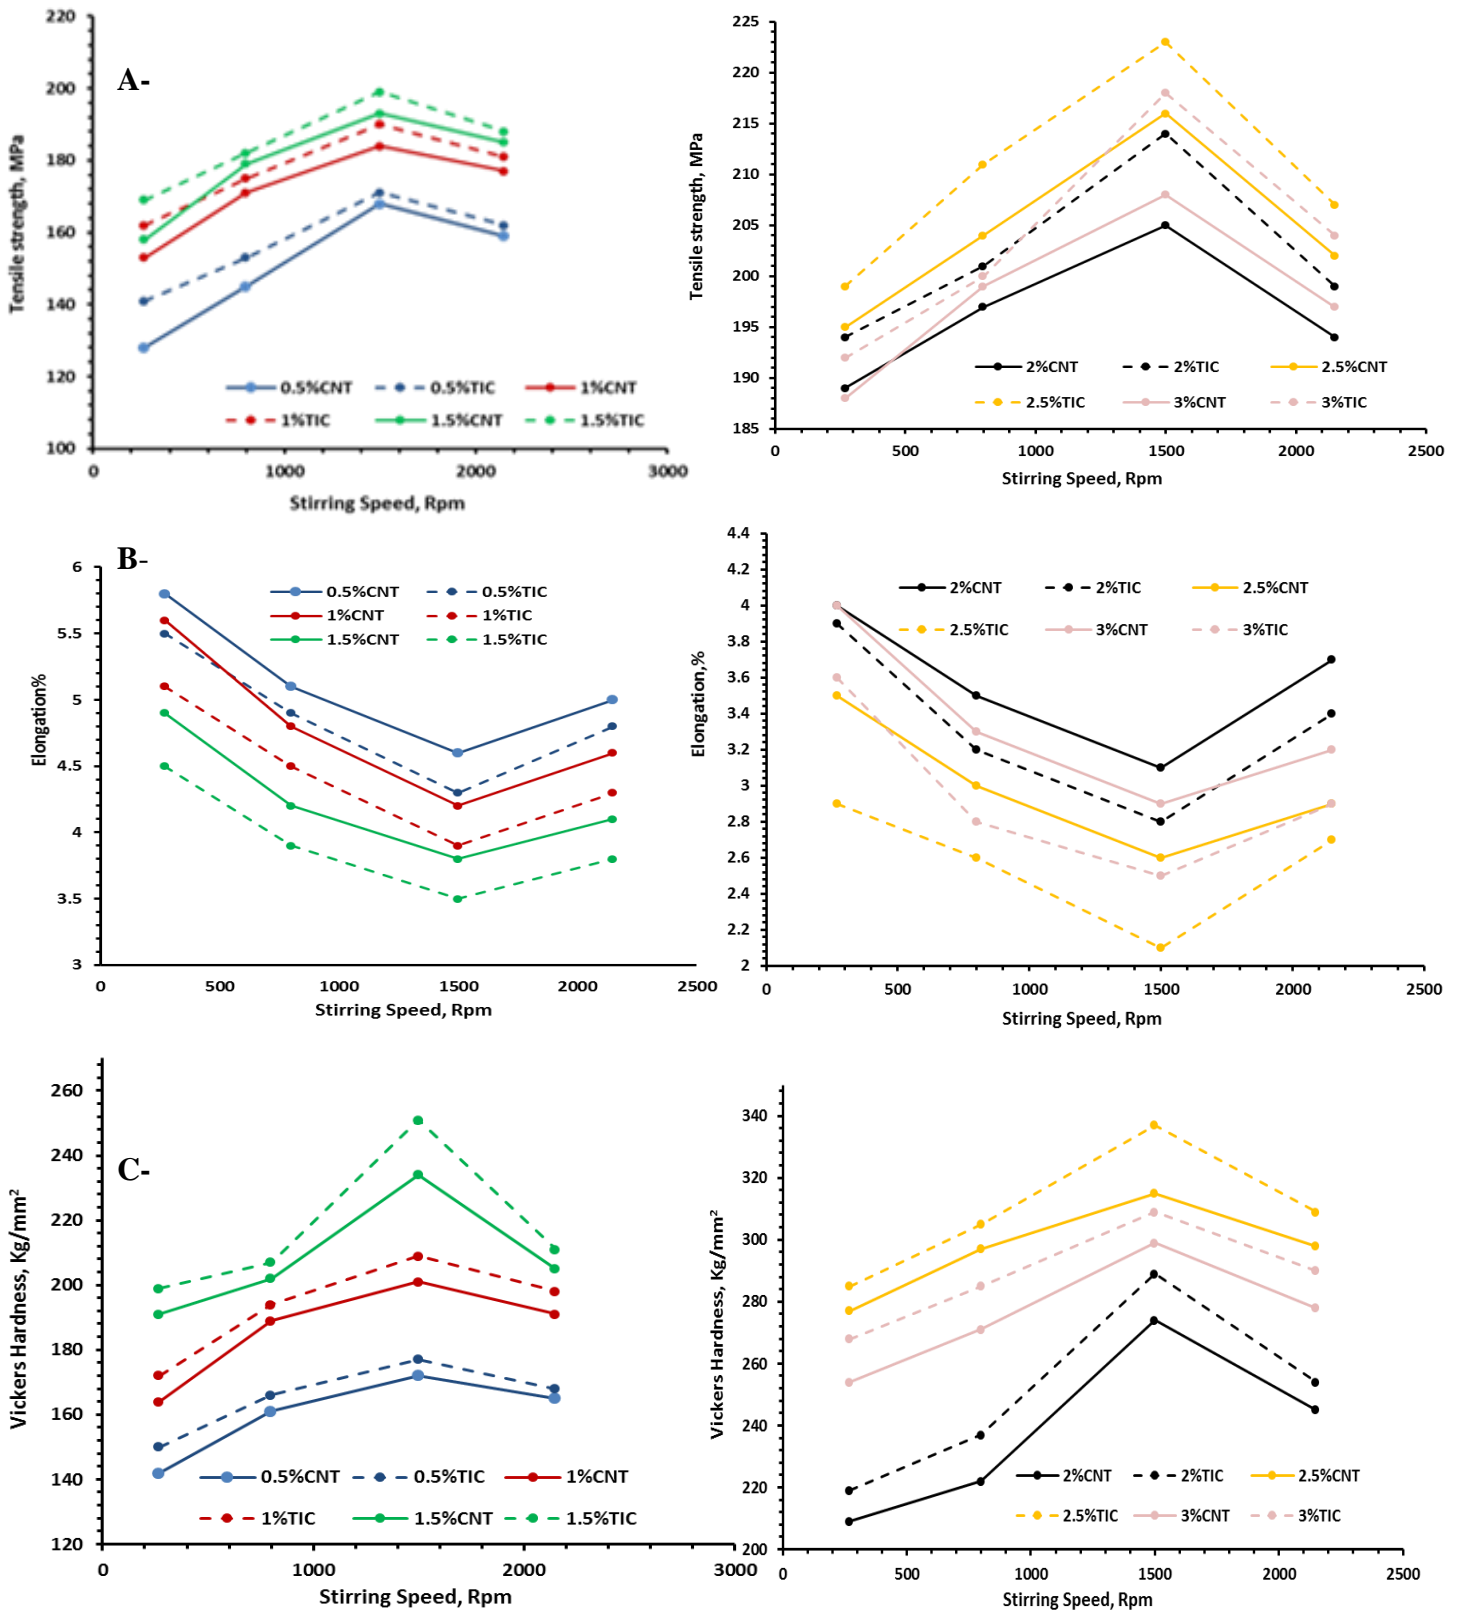 A-
Tensile strength, MPa
220
200
180
160
140
120
100
0 1000 2000 3000
Stirring Speed, Rpm
0.5%CNT 0.5%TIC 1%CNT
1%TIC 1.5%CNT 1.5%TIC
Tensile strength, MPa
225
220
215
210
205
200
195
190
185
0 500 1000 1500 2000 2500
Stirring Speed, Rpm
2%CNT 2%TIC 2.5%CNT
2.5%TIC 3%CNT 3%TIC
B-
Elongation%
6
5.5
5
4.5
4
3.5
3
0 500 1000 1500 2000 2500
Stirring Speed, Rpm
0.5%CNT 0.5%TIC
1%CNT 1%TIC
1.5%CNT 1.5%TIC
Elongation,%
4.4
4.2
4
3.8
3.6
3.4
3.2
3
2.8
2.6
2.4
2.2
2
0 500 1000 1500 2000 2500
Stirring Speed, Rpm
2%CNT 2%TIC 2.5%CNT
2.5%TIC 3%CNT 3%TIC
C-
Vickers Hardness, Kg/mm²
260
240
220
200
180
160
140
120
0 1000 2000 3000
Stirring Speed, Rpm
0.5%CNT 0.5%TIC 1%CNT
1%TIC 1.5%CNT 1.5%TIC
Vickers Hardness, Kg/mm²
340
320
300
280
260
240
220
200
0 500 1000 1500 2000 2500
Stirring Speed, Rpm
2%CNT 2%TIC 2.5%CNT
2.5%TIC 3%CNT 3%TIC